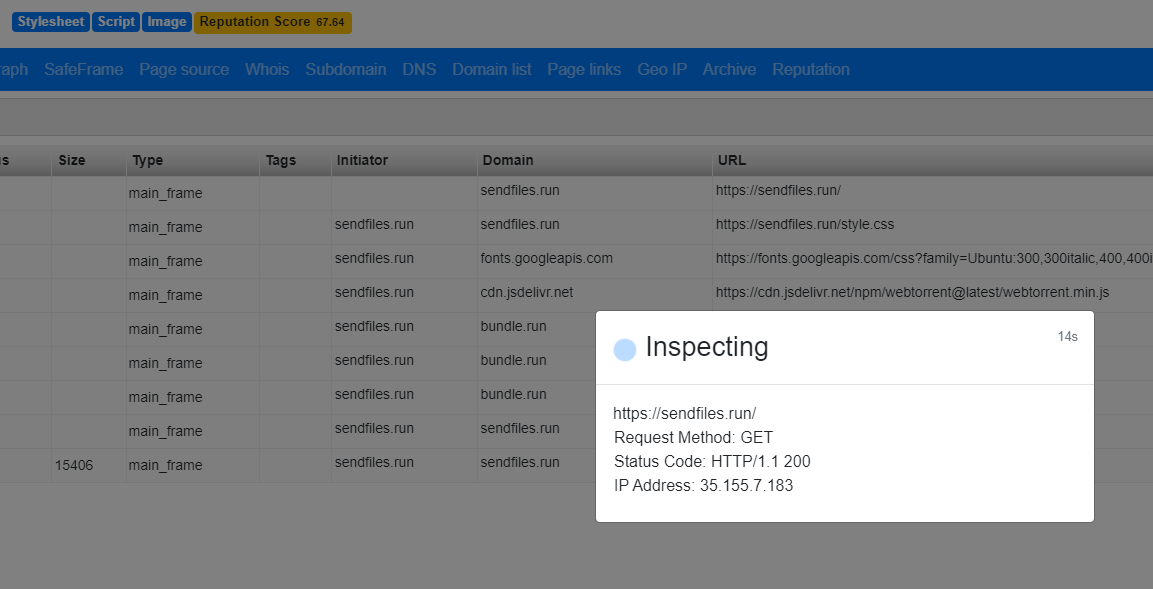 Stylesheet Script Image Reputation Score 67.64
raph SafeFrame Page source Whois Subdomain DNS Domain list Page links Geo IP Archive Reputation
s Size Type Tags Initiator Domain URL
main_frame sendfiles.run https://sendfiles.run/
main_frame sendfiles.run sendfiles.run https://sendfiles.run/style.css
main_frame sendfiles.run fonts.googleapis.com https://fonts.googleapis.com/css?family=Ubuntu:300,300italic,400,400i
main_frame sendfiles.run cdn.jsdelivr.net https://cdn.jsdelivr.net/npm/webtorrent@latest/webtorrent.min.js
main_frame sendfiles.run bundle.run
main_frame sendfiles.run bundle.run
main_frame sendfiles.run bundle.run
main_frame sendfiles.run sendfiles.run
15406 main_frame sendfiles.run sendfiles.run
Inspecting 14s
https://sendfiles.run/
Request Method: GET
Status Code: HTTP/1.1 200
IP Address: 35.155.7.183